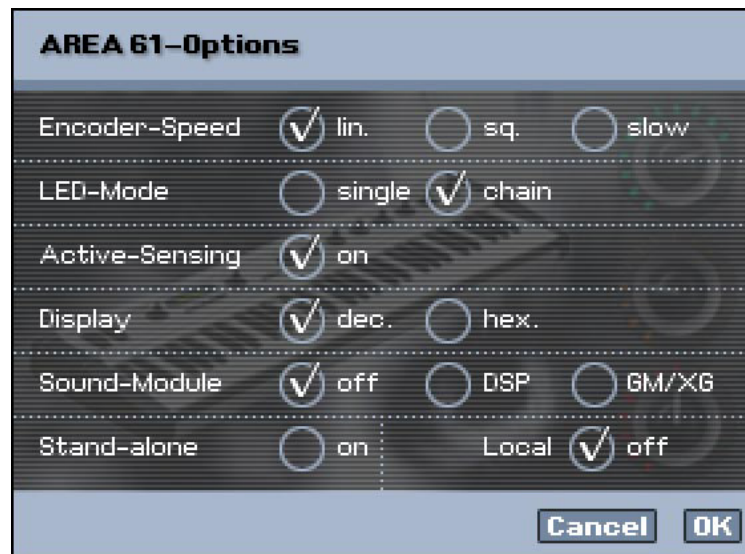 AREA 61-Options
Encoder-Speed lin. sq. slow
LED-Mode single chain
Active-Sensing on
Display dec. hex.
Sound-Module off DSP GM/XG
Stand-alone on Local off
Cancel OK